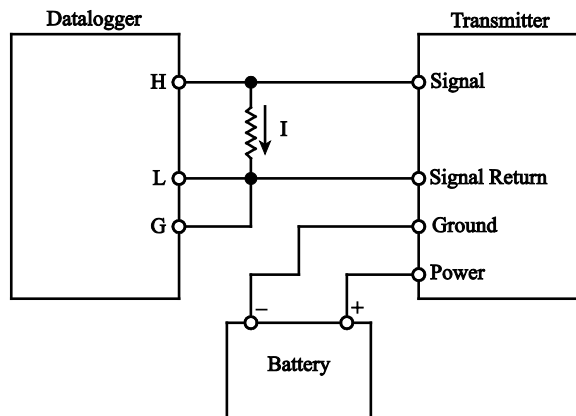 Datalogger
Transmitter
H
Signal
I
L
Signal Return
G
Ground
Power
− +
Battery